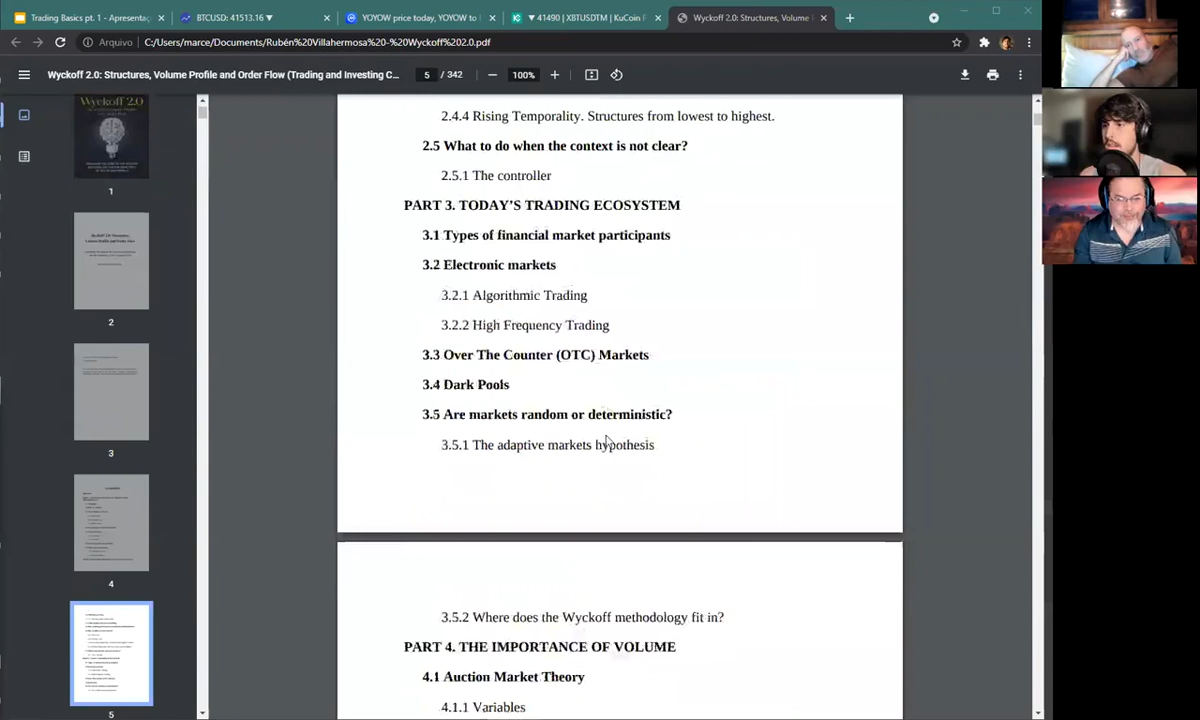 Trading Basics pt. 1 - Apresentaç
BTCUSD: 41513.16 ▼
YOYOW price today, YOYOW to
▼ 41490 | XBTUSDTM | KuCoin F
Wyckoff 2.0: Structures, Volume P
Arquivo
C:/Users/marce/Documents/Rubén%20Villahermosa%20-%20Wyckoff%202.0.pdf
Wyckoff 2.0: Structures, Volume Profile and Order Flow (Trading and Investing C...
5 / 342
100%
Wyckoff 2.0
1
2
3
4
5
2.4.4 Rising Temporality. Structures from lowest to highest.
2.5 What to do when the context is not clear?
2.5.1 The controller
PART 3. TODAY'S TRADING ECOSYSTEM
3.1 Types of financial market participants
3.2 Electronic markets
3.2.1 Algorithmic Trading
3.2.2 High Frequency Trading
3.3 Over The Counter (OTC) Markets
3.4 Dark Pools
3.5 Are markets random or deterministic?
3.5.1 The adaptive markets hypothesis
3.5.2 Where does the Wyckoff methodology fit in?
PART 4. THE IMPORTANCE OF VOLUME
4.1 Auction Market Theory
4.1.1 Variables